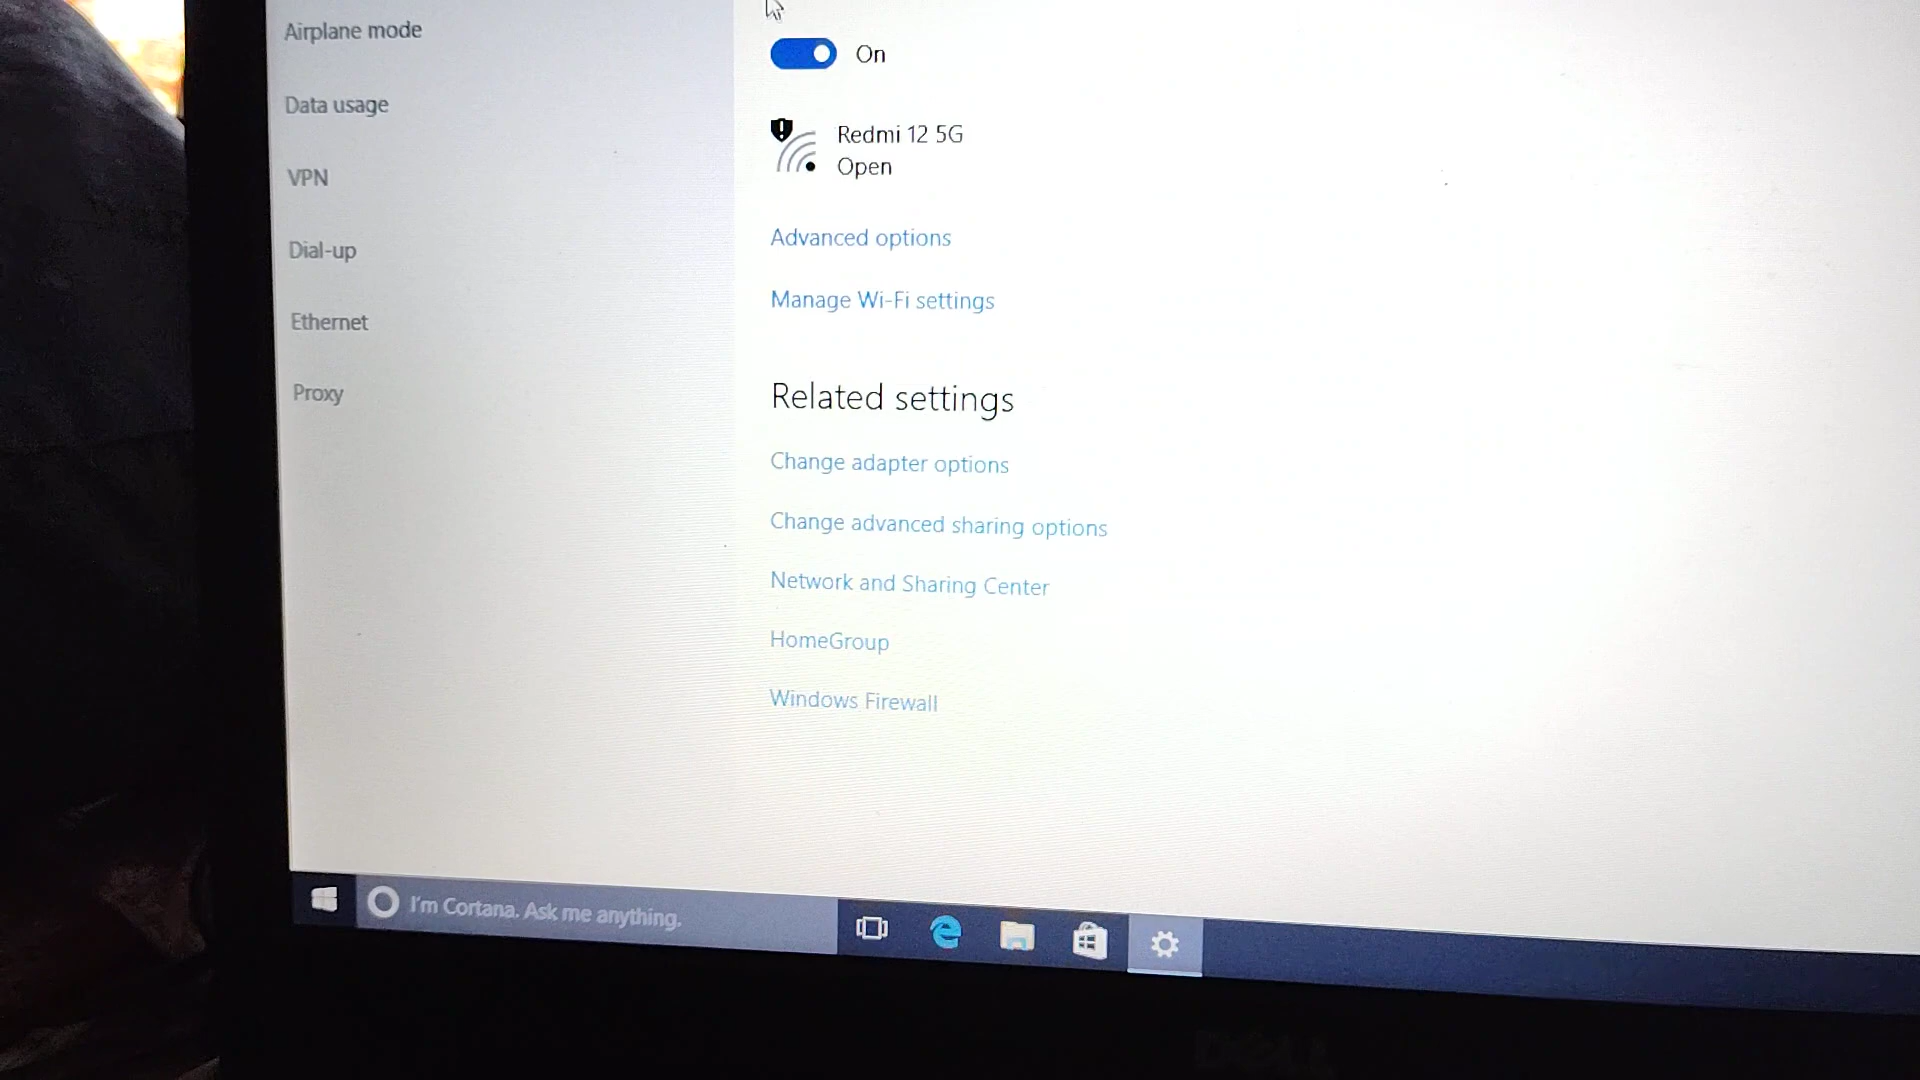 Airplane mode
Data usage
VPN
Dial-up
Ethernet
Proxy
On
Redmi 12 5G
Open
Advanced options
Manage Wi-Fi settings
Related settings
Change adapter options
Change advanced sharing options
Network and Sharing Center
HomeGroup
Windows Firewall
I'm Cortana. Ask me anything.
DELL